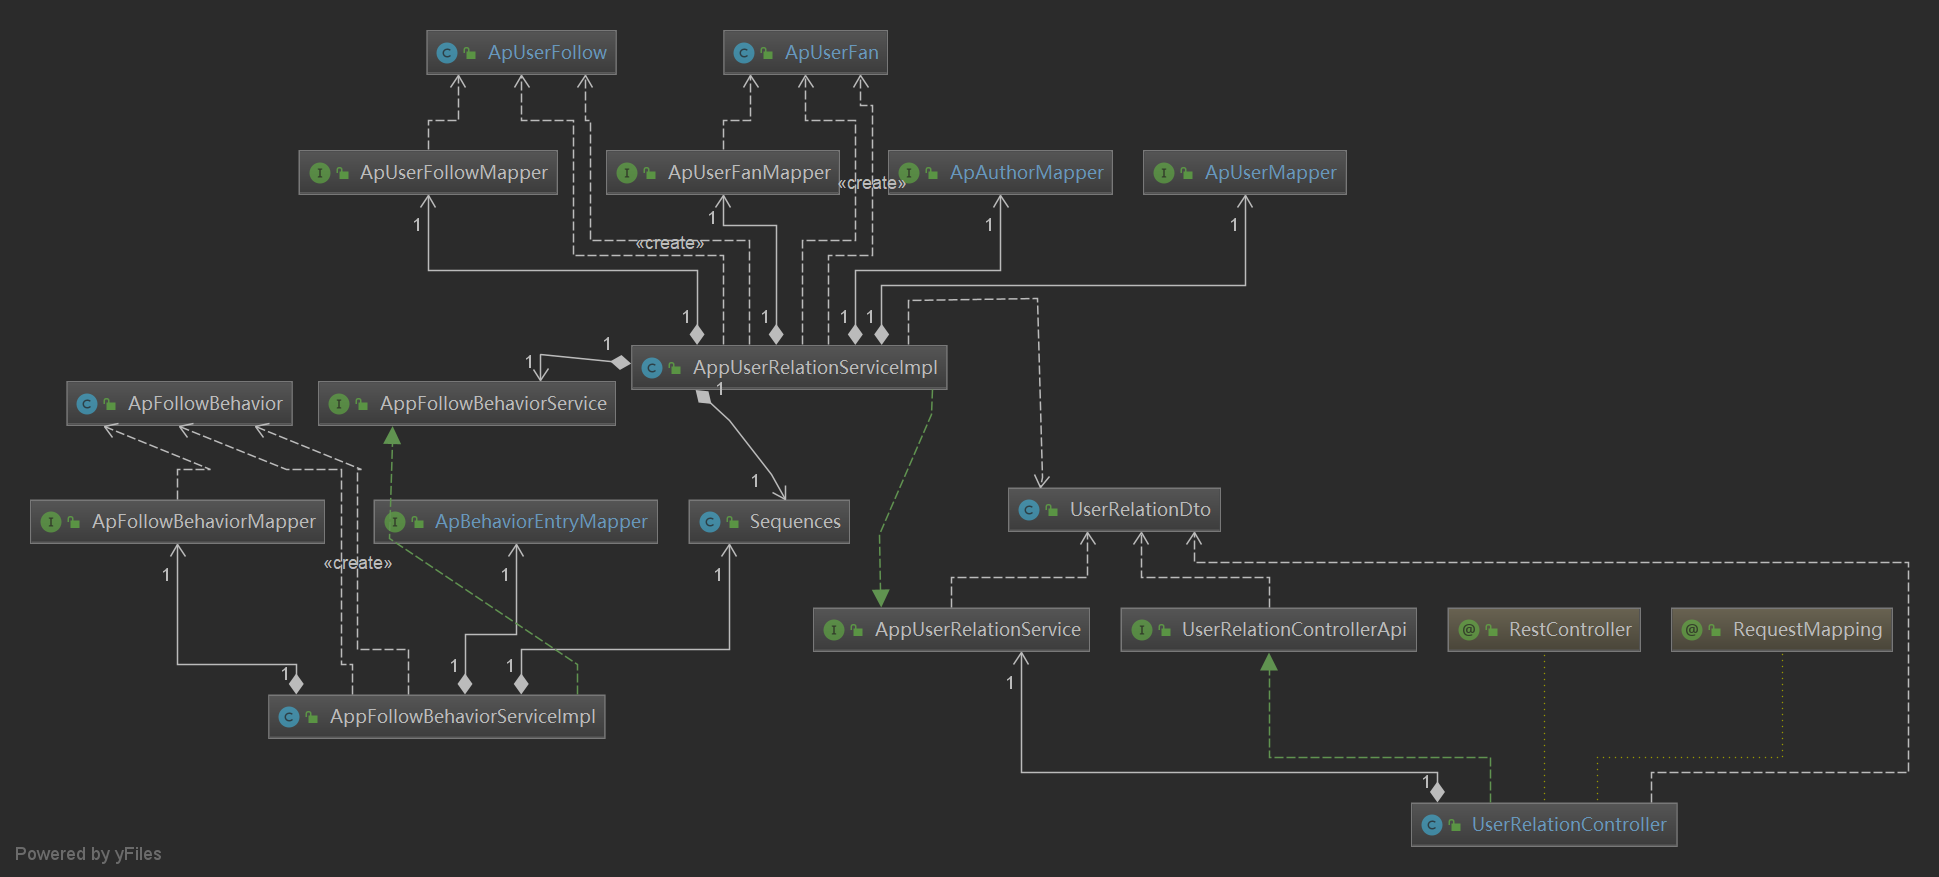 C ApUserFollow
C ApUserFan
I ApUserFollowMapper
I ApUserFanMapper
I ApAuthorMapper
I ApUserMapper
«create»
1
1
1
1
«create»
1
1
1
1
1
1
C AppUserRelationServiceImpl
1
C ApFollowBehavior
I AppFollowBehaviorService
1
I ApFollowBehaviorMapper
I ApBehaviorEntryMapper
C Sequences
C UserRelationDto
«create»
1
1
1
I AppUserRelationService
I UserRelationControllerApi
@ RestController
@ RequestMapping
1
1
1
1
C AppFollowBehaviorServiceImpl
1
C UserRelationController
Powered by yFiles